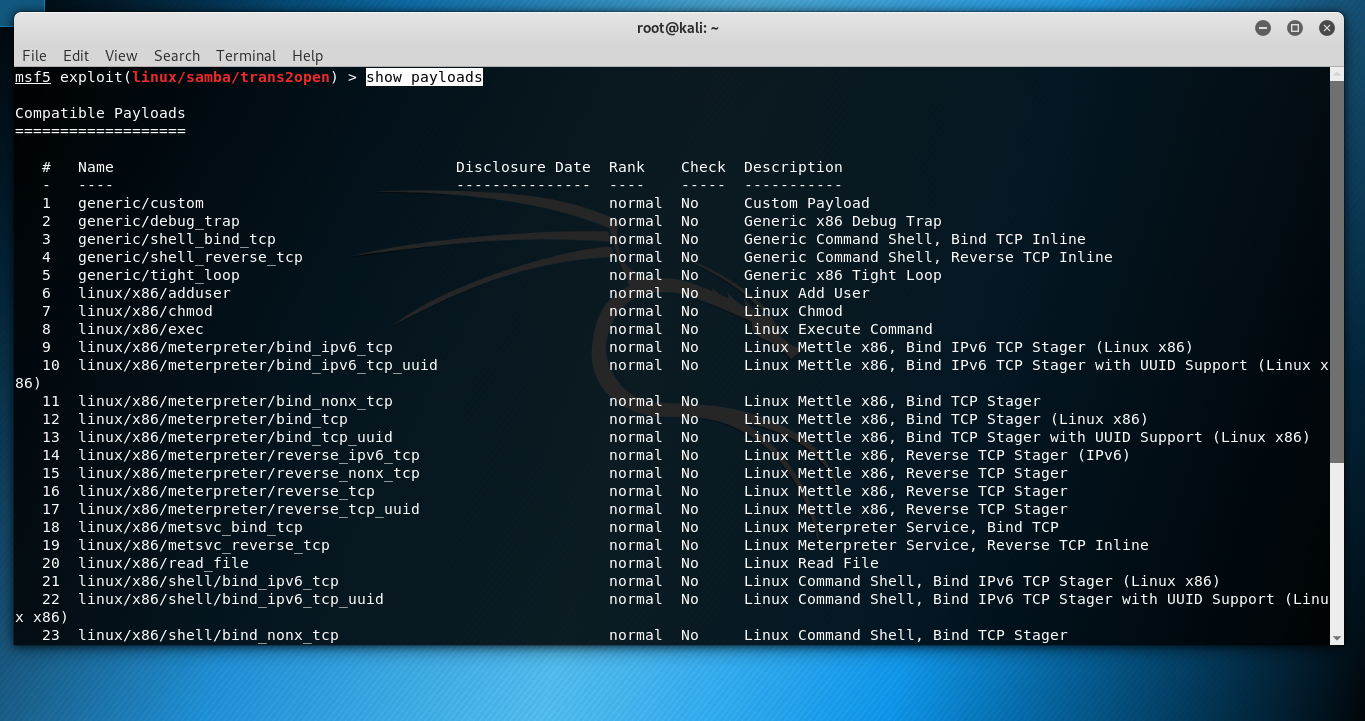 root@kali: ~
File Edit View Search Terminal Help
msf5 exploit(linux/samba/trans2open) > show payloads
Compatible Payloads
===================
# Name Disclosure Date Rank Check Description
- ---- --------------- ---- ----- -----------
1 generic/custom normal No Custom Payload
2 generic/debug_trap normal No Generic x86 Debug Trap
3 generic/shell_bind_tcp normal No Generic Command Shell, Bind TCP Inline
4 generic/shell_reverse_tcp normal No Generic Command Shell, Reverse TCP Inline
5 generic/tight_loop normal No Generic x86 Tight Loop
6 linux/x86/adduser normal No Linux Add User
7 linux/x86/chmod normal No Linux Chmod
8 linux/x86/exec normal No Linux Execute Command
9 linux/x86/meterpreter/bind_ipv6_tcp normal No Linux Mettle x86, Bind IPv6 TCP Stager (Linux x86)
10 linux/x86/meterpreter/bind_ipv6_tcp_uuid normal No Linux Mettle x86, Bind IPv6 TCP Stager with UUID Support (Linux x
86)
11 linux/x86/meterpreter/bind_nonx_tcp normal No Linux Mettle x86, Bind TCP Stager
12 linux/x86/meterpreter/bind_tcp normal No Linux Mettle x86, Bind TCP Stager (Linux x86)
13 linux/x86/meterpreter/bind_tcp_uuid normal No Linux Mettle x86, Bind TCP Stager with UUID Support (Linux x86)
14 linux/x86/meterpreter/reverse_ipv6_tcp normal No Linux Mettle x86, Reverse TCP Stager (IPv6)
15 linux/x86/meterpreter/reverse_nonx_tcp normal No Linux Mettle x86, Reverse TCP Stager
16 linux/x86/meterpreter/reverse_tcp normal No Linux Mettle x86, Reverse TCP Stager
17 linux/x86/meterpreter/reverse_tcp_uuid normal No Linux Mettle x86, Reverse TCP Stager
18 linux/x86/metsvc_bind_tcp normal No Linux Meterpreter Service, Bind TCP
19 linux/x86/metsvc_reverse_tcp normal No Linux Meterpreter Service, Reverse TCP Inline
20 linux/x86/read_file normal No Linux Read File
21 linux/x86/shell/bind_ipv6_tcp normal No Linux Command Shell, Bind IPv6 TCP Stager (Linux x86)
22 linux/x86/shell/bind_ipv6_tcp_uuid normal No Linux Command Shell, Bind IPv6 TCP Stager with UUID Support (Linu
x x86)
23 linux/x86/shell/bind_nonx_tcp normal No Linux Command Shell, Bind TCP Stager